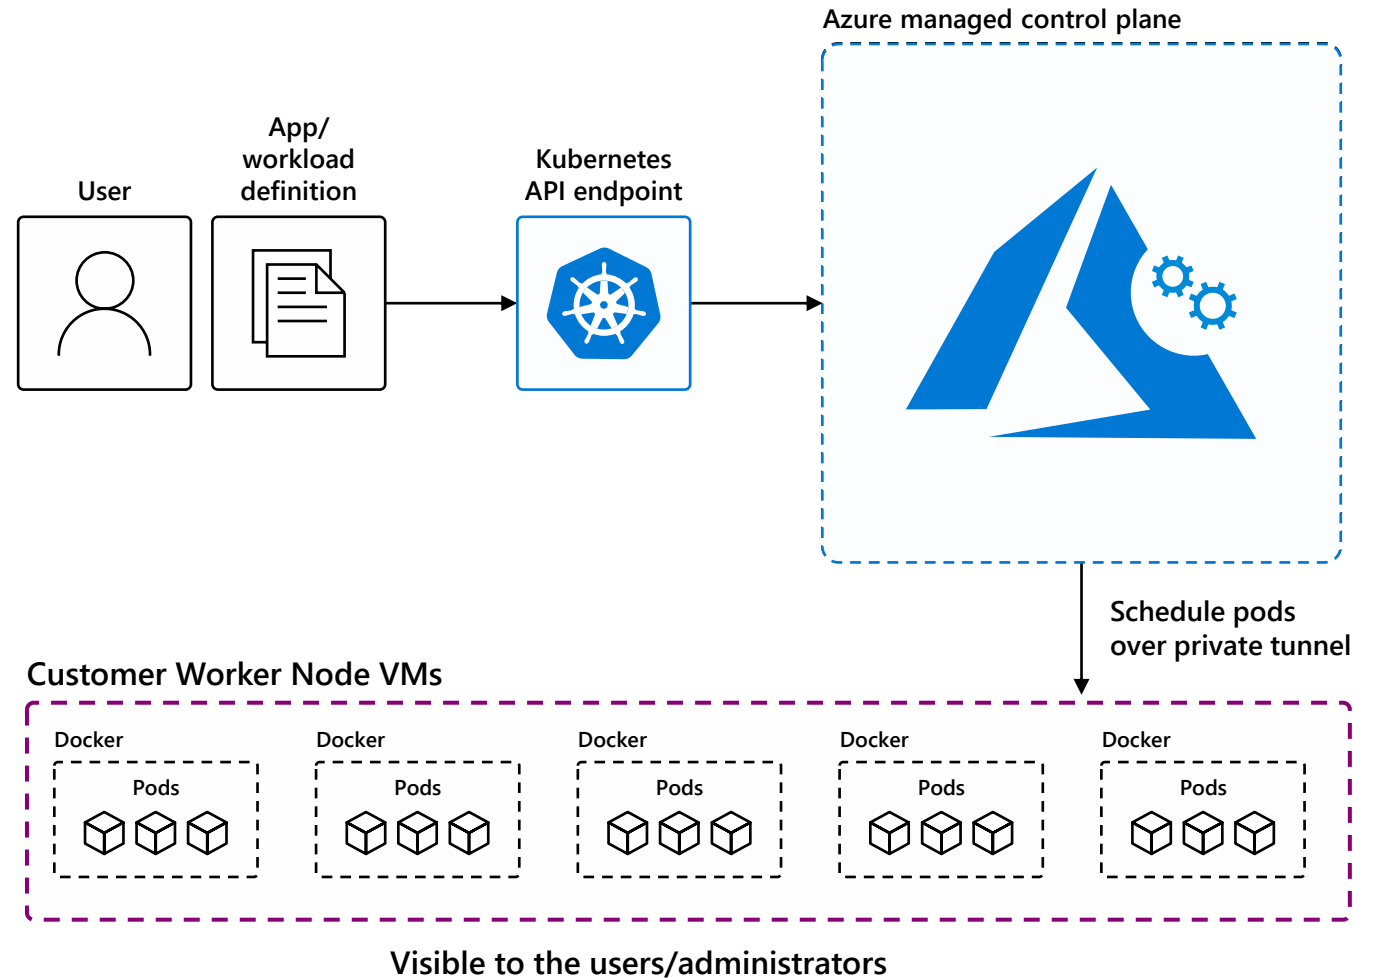 Azure managed control plane
App/
workload
definition
User
Kubernetes
API endpoint
Schedule pods
over private tunnel
Customer Worker Node VMs
Docker
Docker
Docker
Docker
Docker
Pods
Pods
Pods
Pods
Pods
Visible to the users/administrators